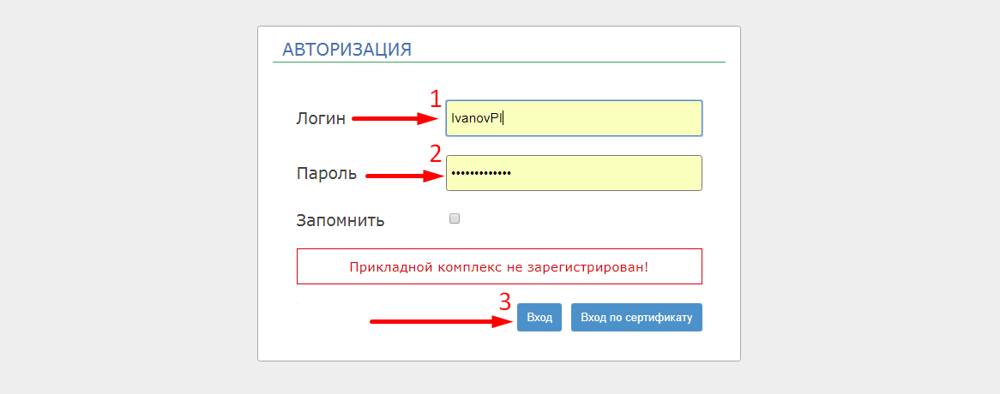 АВТОРИЗАЦИЯ
1
Логин IvanovPI
2
Пароль •••••••••••••
Запомнить
Прикладной комплекс не зарегистрирован!
3
Вход Вход по сертификату